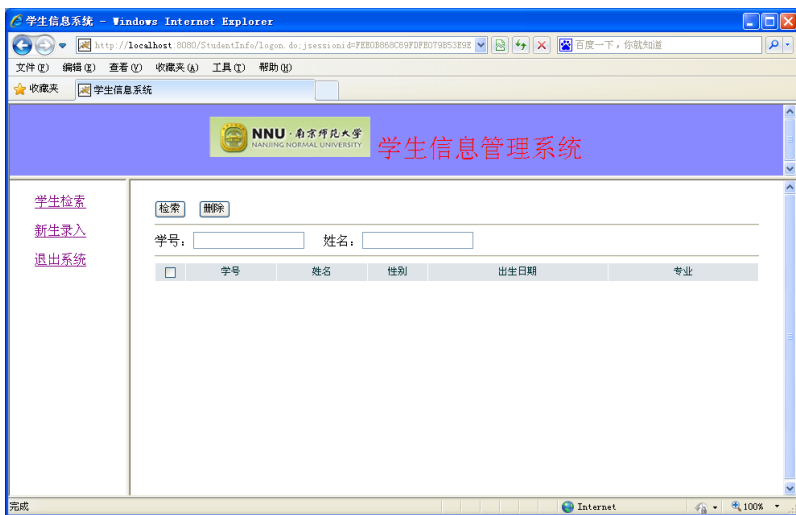 学生信息系统 - Windows Internet Explorer
http://localhost:8080/StudentInfo/logon.do;jsessionid=FEE0B868C69FDFE079B53E9E 百度一下，你就知道
文件(F) 编辑(E) 查看(V) 收藏夹(A) 工具(T) 帮助(H)
收藏夹 学生信息系统
NNU·南京师范大学
NANJING NORMAL UNIVERSITY
学生信息管理系统
学生检索
新生录入
退出系统
检索 删除
学号： 姓名：
学号 姓名 性别 出生日期 专业
完成 Internet 100%